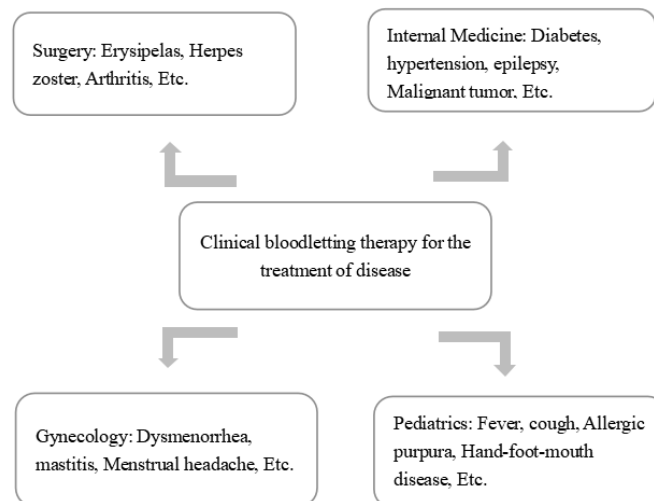 Surgery: Erysipelas, Herpes
zoster, Arthritis, Etc.
Internal Medicine: Diabetes,
hypertension, epilepsy,
Malignant tumor, Etc.
Clinical bloodletting therapy for the
treatment of disease
Gynecology: Dysmenorrhea,
mastitis, Menstrual headache, Etc.
Pediatrics: Fever, cough, Allergic
purpura, Hand-foot-mouth
disease, Etc.